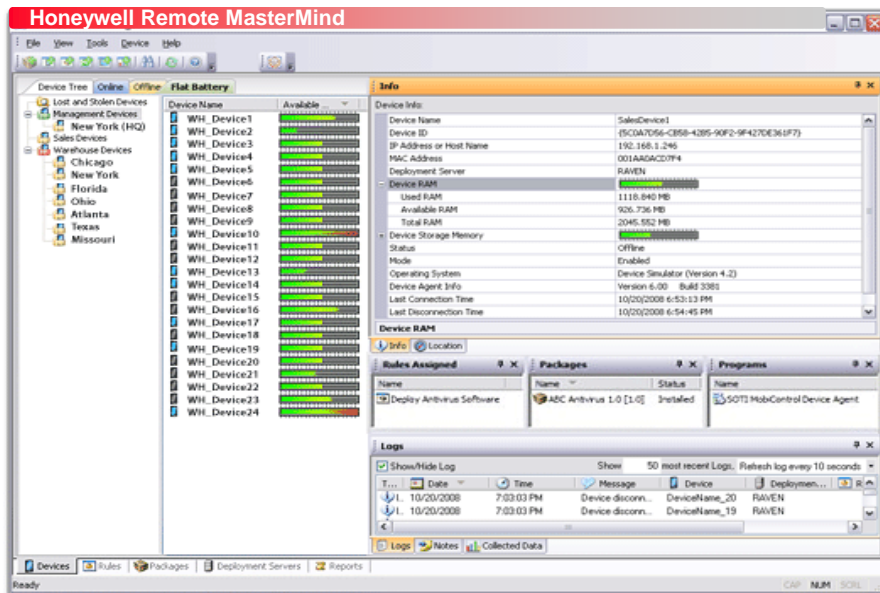 Honeywell Remote MasterMind
File View Tools Device Help
Device Tree Online Offline Flat Battery
Lost and Stolen Devices
Management Devices
New York (HQ)
Sales Devices
Warehouse Devices
Chicago
New York
Florida
Ohio
Atlanta
Texas
Missouri
Device Name Available ...
WH_Device1
WH_Device2
WH_Device3
WH_Device4
WH_Device5
WH_Device6
WH_Device7
WH_Device8
WH_Device9
WH_Device10
WH_Device11
WH_Device12
WH_Device13
WH_Device14
WH_Device15
WH_Device16
WH_Device17
WH_Device18
WH_Device19
WH_Device20
WH_Device21
WH_Device22
WH_Device23
WH_Device24
Info
Device Info:
Device Name SalesDevice1
Device ID {5C0A7D56-CB58-4285-90F2-9F427DE361F7}
IP Address or Host Name 192.168.1.246
MAC Address 001AA0ACD7F4
Deployment Server RAVEN
Device RAM
Used RAM 1118.840 MB
Available RAM 926.736 MB
Total RAM 2045.552 MB
Device Storage Memory
Status Offline
Mode Enabled
Operating System Device Simulator (Version 4.2)
Device Agent Info Version 6.00 Build 3381
Last Connection Time 10/20/2008 6:53:13 PM
Last Disconnection Time 10/20/2008 6:54:45 PM
Device RAM
Info Location
Rules Assigned
Name
Deploy Antivirus Software
Packages
Name Status
ABC Antivirus 1.0 [1.0] Installed
Programs
Name
SOTI MobiControl Device Agent
Logs
Show/Hide Log Show 50 most recent Logs. Refresh log every 10 seconds
T... Date Time Message Device Deploymen... R
I.. 10/20/2008 7:03:03 PM Device disconn... DeviceName_20 RAVEN
I.. 10/20/2008 7:03:03 PM Device disconn... DeviceName_19 RAVEN
Logs Notes Collected Data
Devices Rules Packages Deployment Servers Reports
Ready CAP NUM SCRL